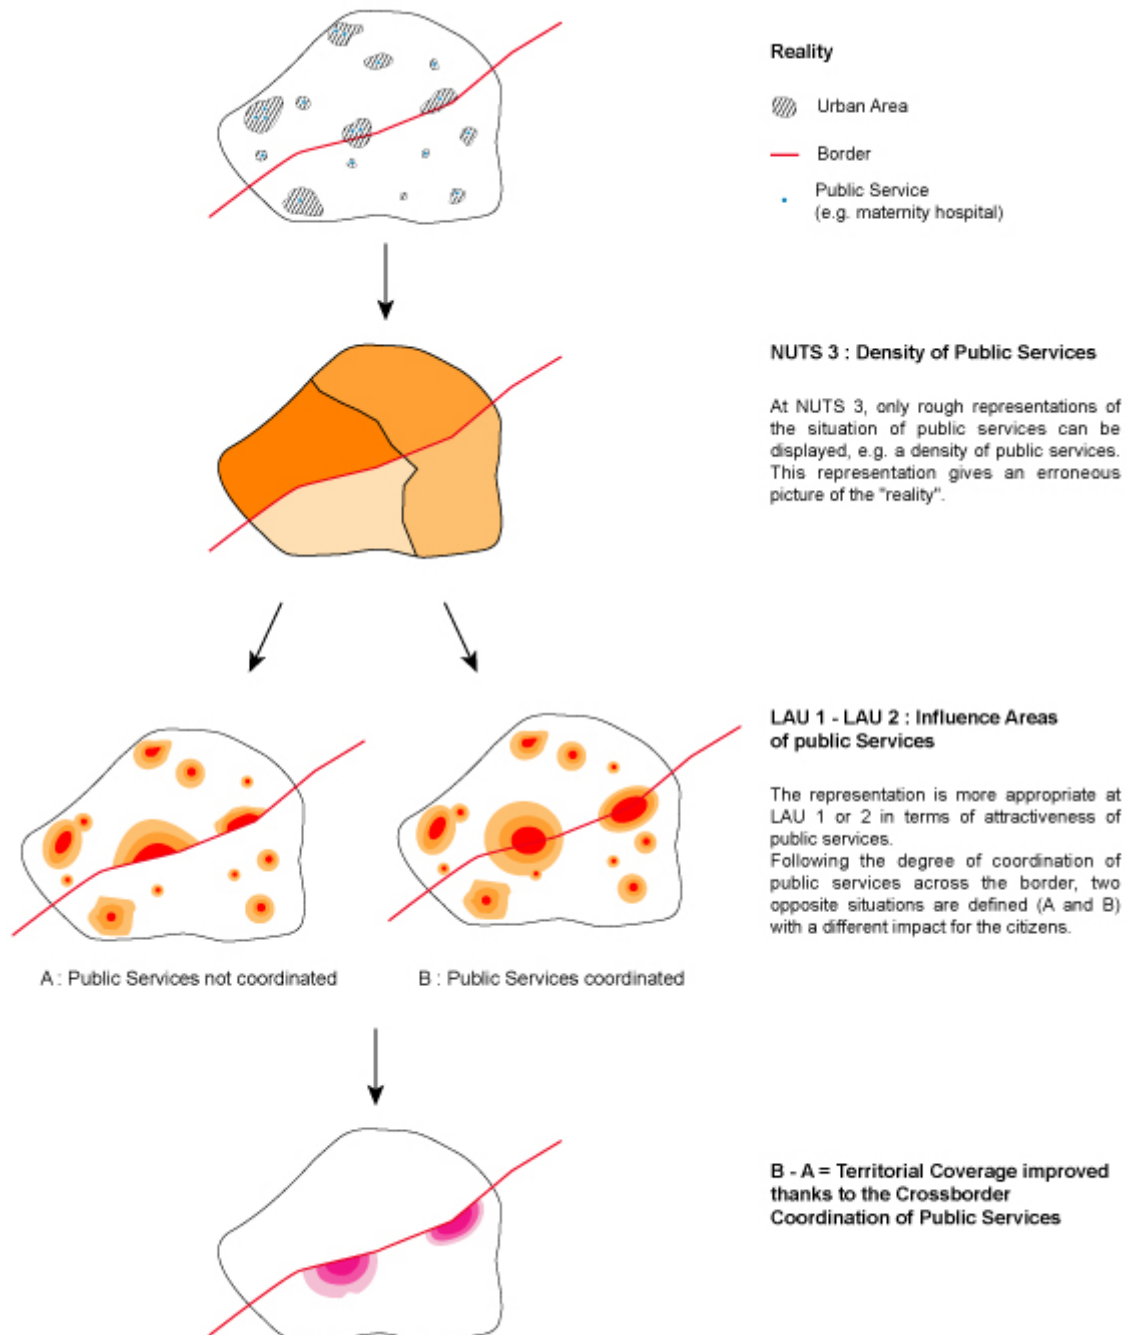 Reality
Urban Area
Border
Public Service
(e.g. maternity hospital)
NUTS 3 : Density of Public Services
At NUTS 3, only rough representations of
the situation of public services can be
displayed, e.g. a density of public services.
This representation gives an erroneous
picture of the "reality".
LAU 1 - LAU 2 : Influence Areas
of public Services
The representation is more appropriate at
LAU 1 or 2 in terms of attractiveness of
public services.
Following the degree of coordination of
public services across the border, two
opposite situations are defined (A and B)
with a different impact for the citizens.
A : Public Services not coordinated
B : Public Services coordinated
B - A = Territorial Coverage improved
thanks to the Crossborder
Coordination of Public Services